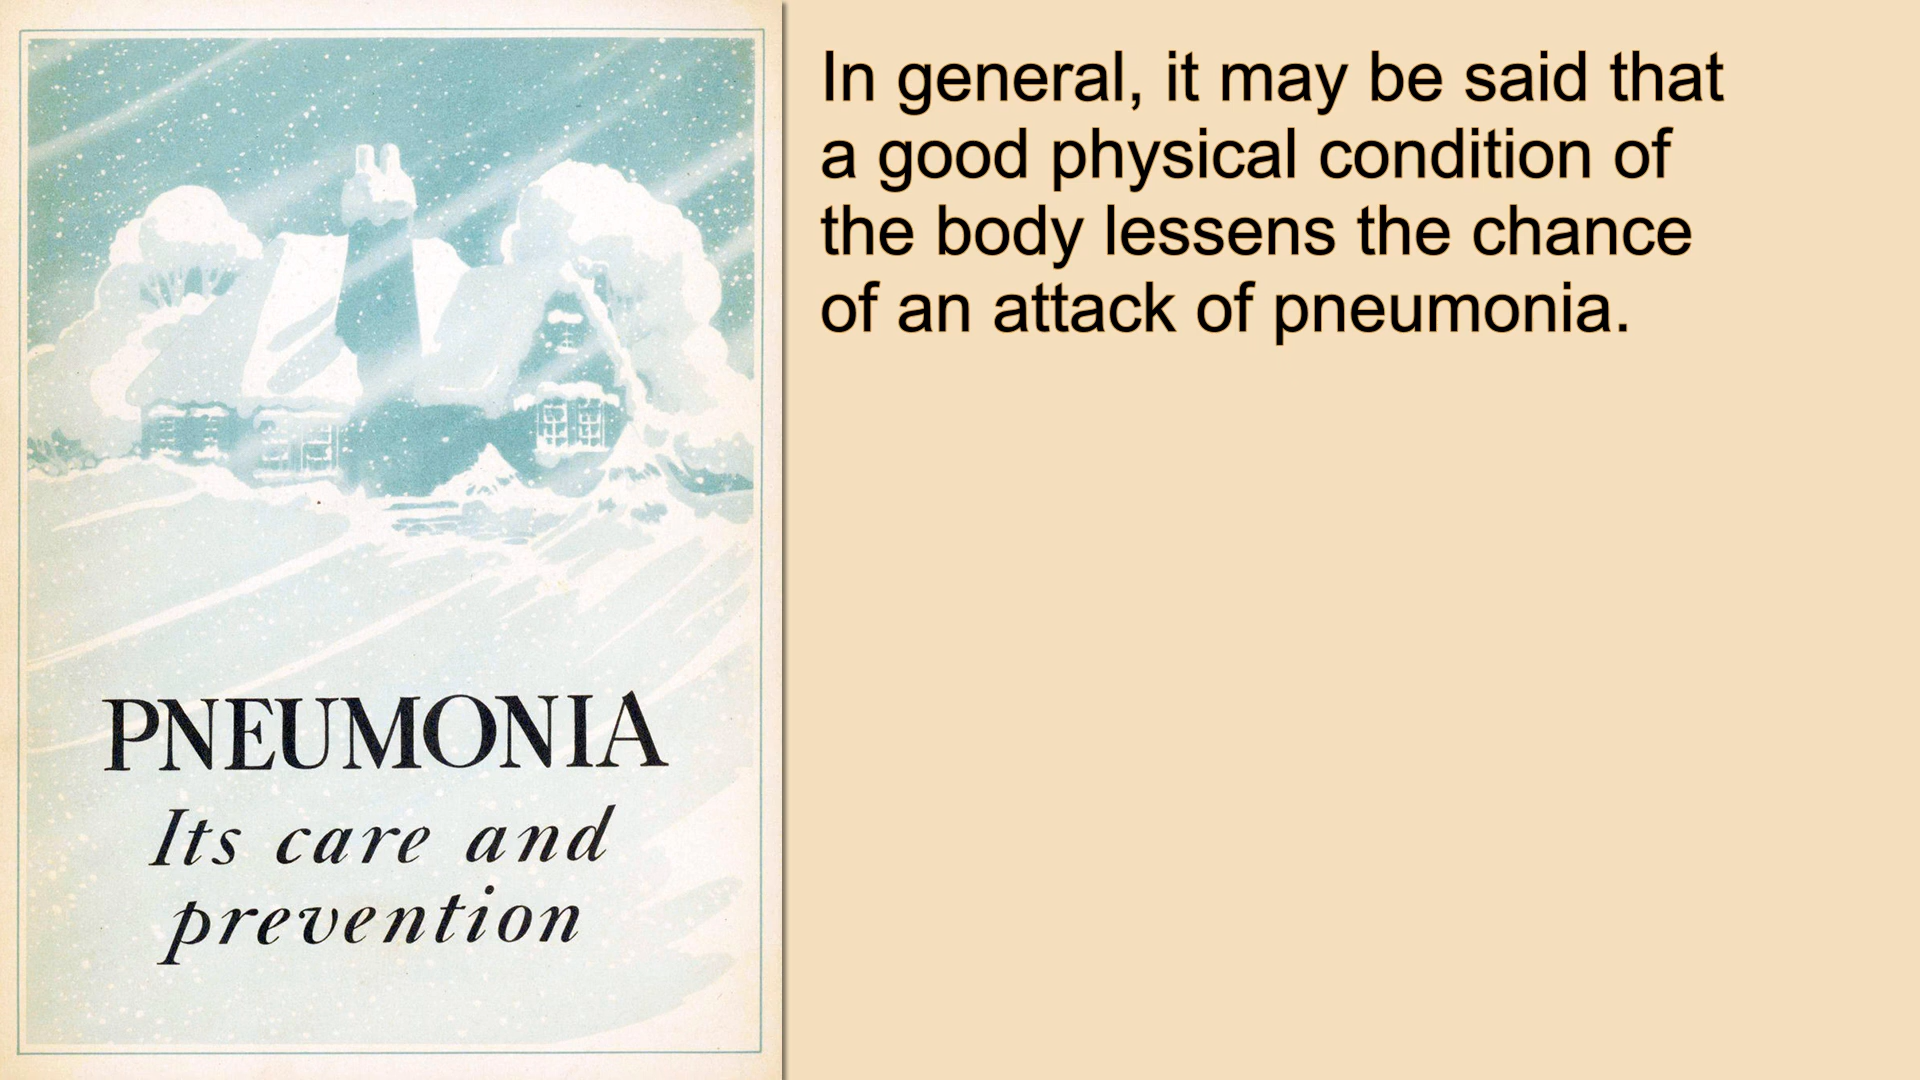 PNEUMONIA
Its care and
prevention
In general, it may be said that
a good physical condition of
the body lessens the chance
of an attack of pneumonia.